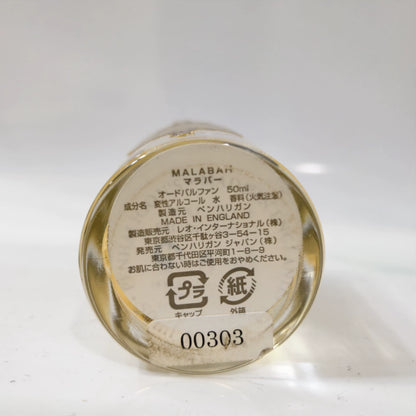 MALABAH
マラバー
オードパルファン 50ml
成分名 変性アルコール 水 香料(火気注意)
製造元 ペンハリガン
MADE IN ENGLAND
製造販売元 レオ・インターナショナル(株)
東京都渋谷区千駄ヶ谷3-54-15
発売元 ペンハリガン ジャパン(株)
東京都千代田区平河町1-8-9
お肌に合わない時はご使用をおやめください。
プラ 紙
キャップ 外箱
00303